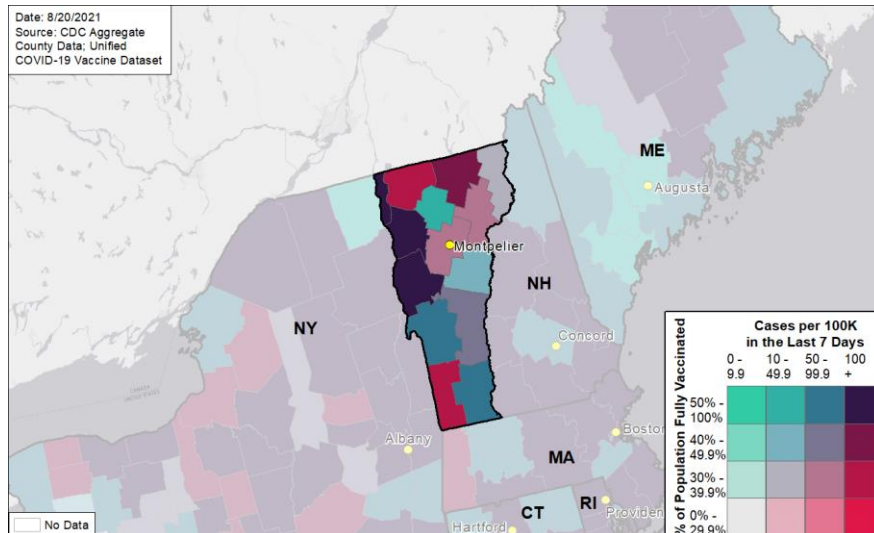 Date: 8/20/2021
Source: CDC Aggregate
County Data; Unified
COVID-19 Vaccine Dataset
ME
Augusta
Montpelier
NH
NY
Concord
CANADA
UNITED STATES
Albany
Boston
MA
CT
RI
Providen
Hartford
No Data
Cases per 100K
in the Last 7 Days
0 - 10 - 50 - 100
9.9 49.9 99.9 +
% of Population Fully Vaccinated
50% -
100%
40% -
49.9%
30% -
39.9%
0% -
29.9%